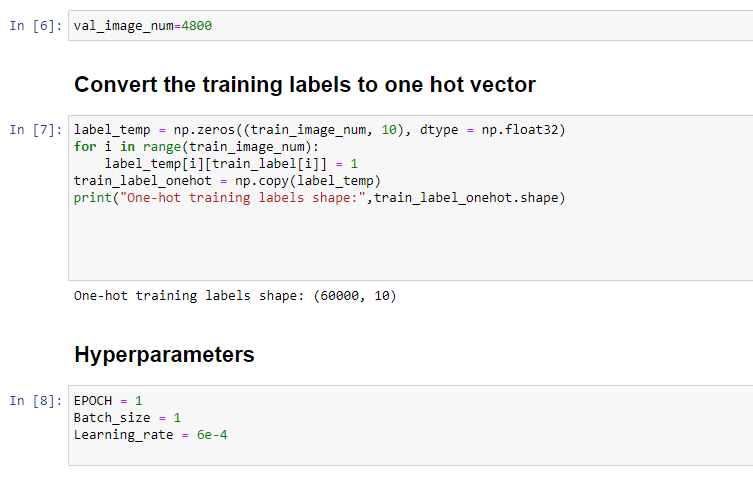 In [6]: val_image_num=4800
Convert the training labels to one hot vector
In [7]: label_temp = np.zeros((train_image_num, 10), dtype = np.float32)
for i in range(train_image_num):
    label_temp[i][train_label[i]] = 1
train_label_onehot = np.copy(label_temp)
print("One-hot training labels shape:",train_label_onehot.shape)
One-hot training labels shape: (60000, 10)
Hyperparameters
In [8]: EPOCH = 1
Batch_size = 1
Learning_rate = 6e-4